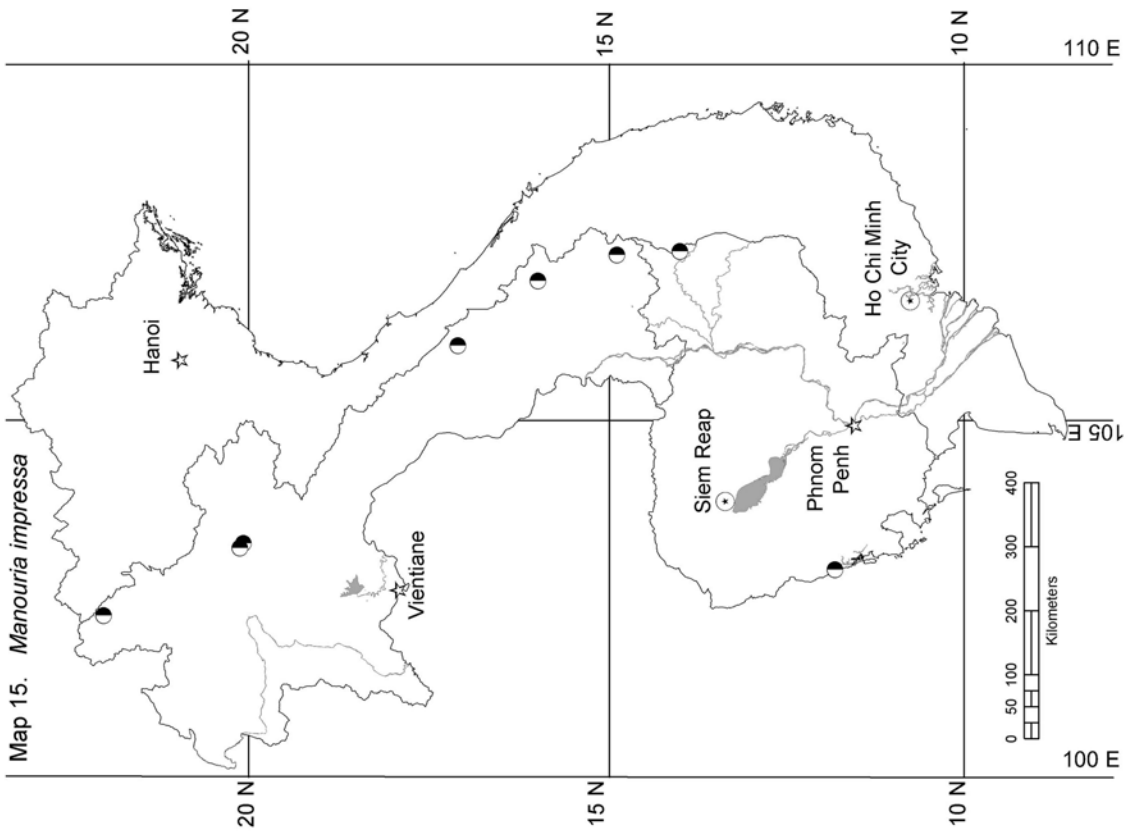 Map 15. Manouria impressa
20 N
15 N
10 N
110 E
Hanoi
Ho Chi Minh
City
105 E
Siem Reap
Phnom
Penh
Vientiane
0 50 100 200 300 400
Kilometers
20 N
15 N
10 N
100 E